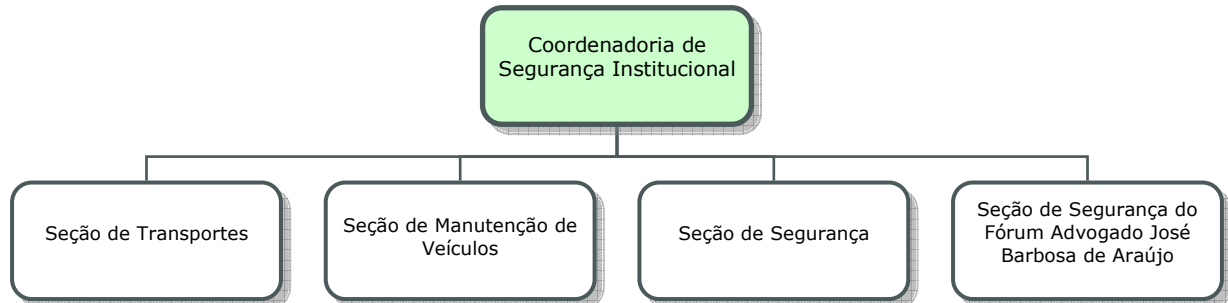 Coordenadoria de
Segurança Institucional
Seção de Transportes
Seção de Manutenção de
Veículos
Seção de Segurança
Seção de Segurança do
Fórum Advogado José
Barbosa de Araújo